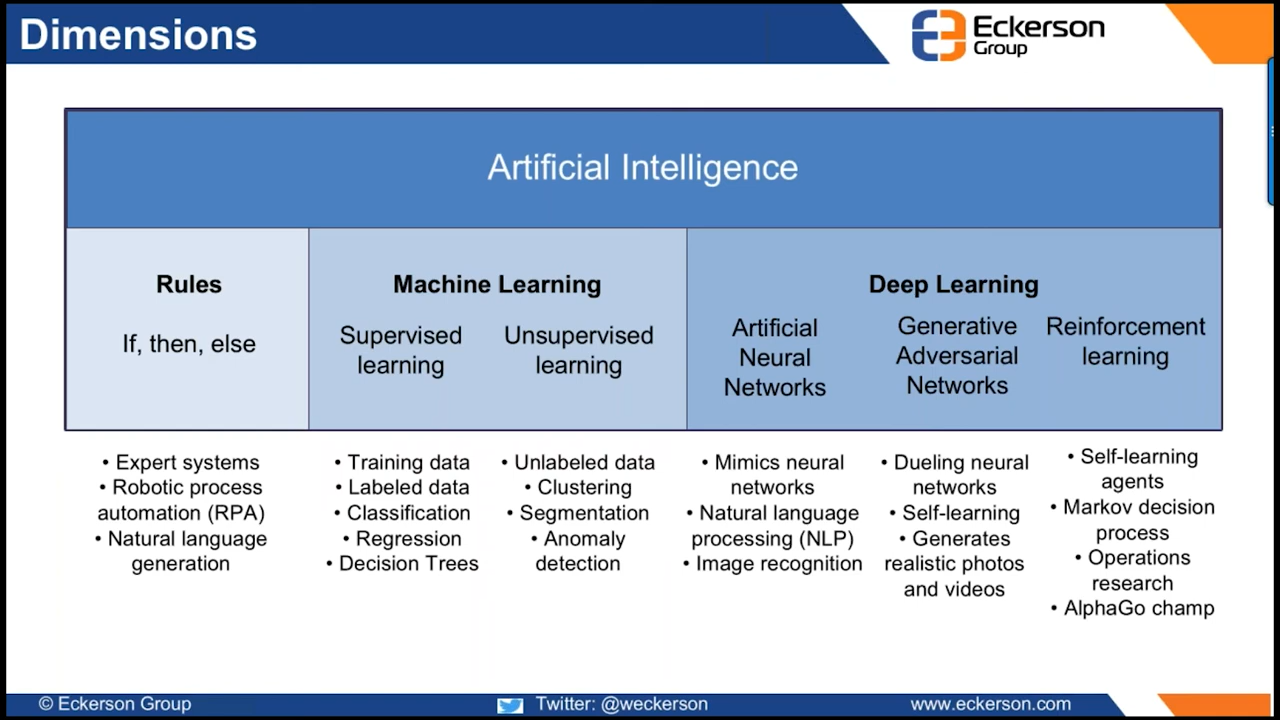 Dimensions
Eckerson
Group
Artificial Intelligence
Rules
If, then, else
Machine Learning
Supervised
learning
Unsupervised
learning
Deep Learning
Artificial
Neural
Networks
Generative
Adversarial
Networks
Reinforcement
learning
• Expert systems
• Robotic process
automation (RPA)
• Natural language
generation
• Training data
• Labeled data
• Classification
• Regression
• Decision Trees
• Unlabeled data
• Clustering
• Segmentation
• Anomaly
detection
• Mimics neural
networks
• Natural language
processing (NLP)
• Image recognition
• Dueling neural
networks
• Self-learning
• Generates
realistic photos
and videos
• Self-learning
agents
• Markov decision
process
• Operations
research
• AlphaGo champ
© Eckerson Group
Twitter: @weckerson
www.eckerson.com